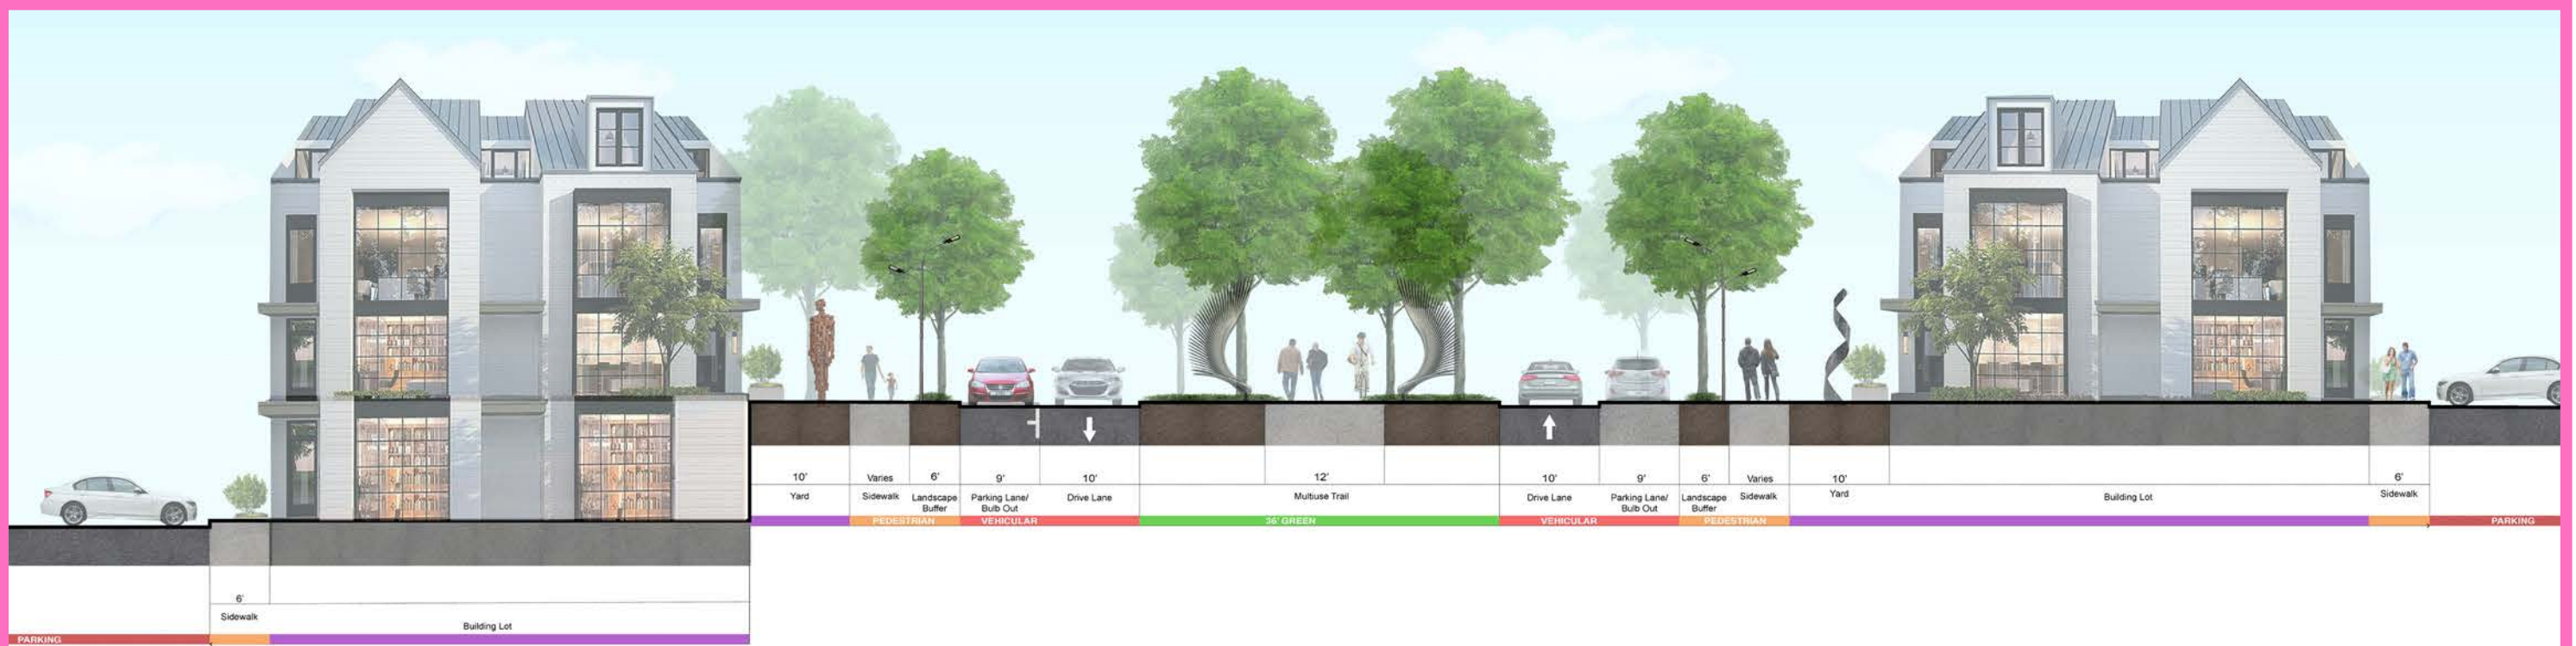 10'
Varies
6'
9'
10'
12'
10'
9'
6'
Varies
10'
6'
Yard
Sidewalk
Landscape
Buffer
Parking Lane/
Bulb Out
Drive Lane
Multiuse Trail
Drive Lane
Parking Lane/
Bulb Out
Landscape
Buffer
Sidewalk
Yard
Building Lot
Sidewalk
PEDESTRIAN
VEHICULAR
36' GREEN
VEHICULAR
PEDESTRIAN
PARKING
6'
Sidewalk
Building Lot
PARKING